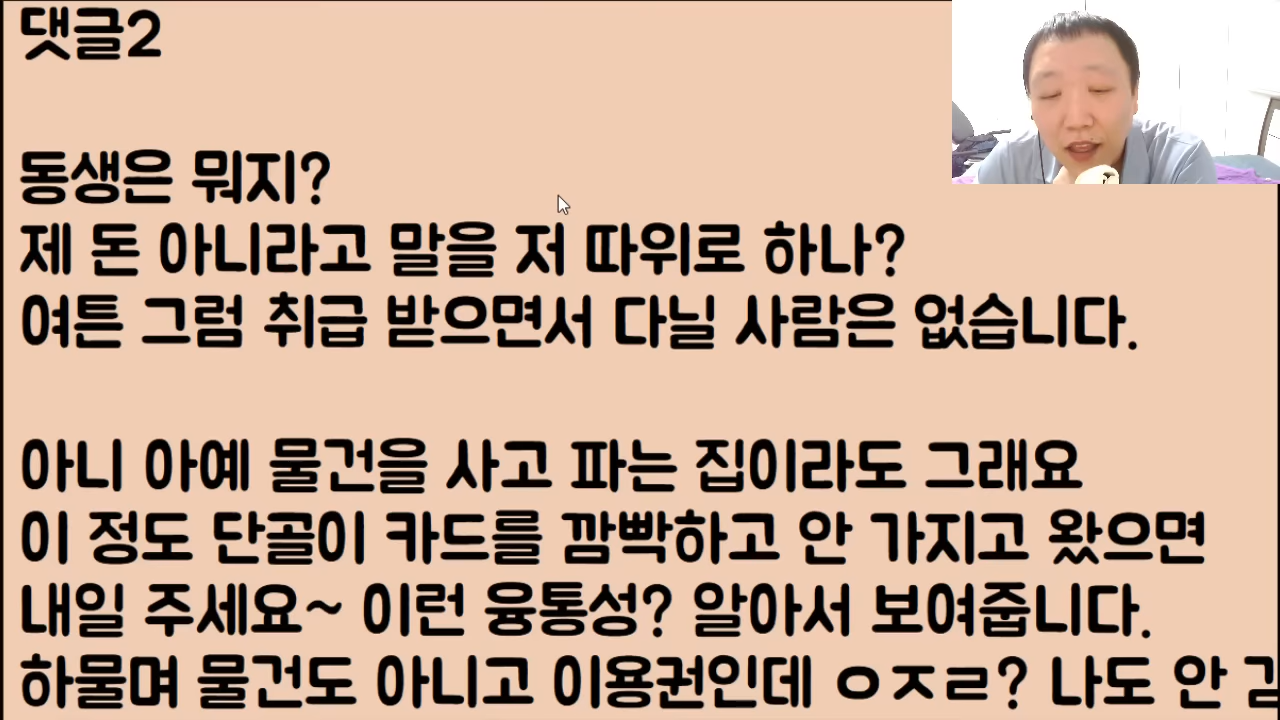 댓글2
동생은 뭐지?
제 돈 아니라고 말을 저 따위로 하나?
여튼 그럼 취급 받으면서 다닐 사람은 없습니다.
아니 아예 물건을 사고 파는 집이라도 그래요
이 정도 단골이 카드를 깜빡하고 안 가지고 왔으면
내일 주세요~ 이런 융통성? 알아서 보여줍니다.
하물며 물건도 아니고 이용권인데 ㅇㅈㄹ? 나도 안